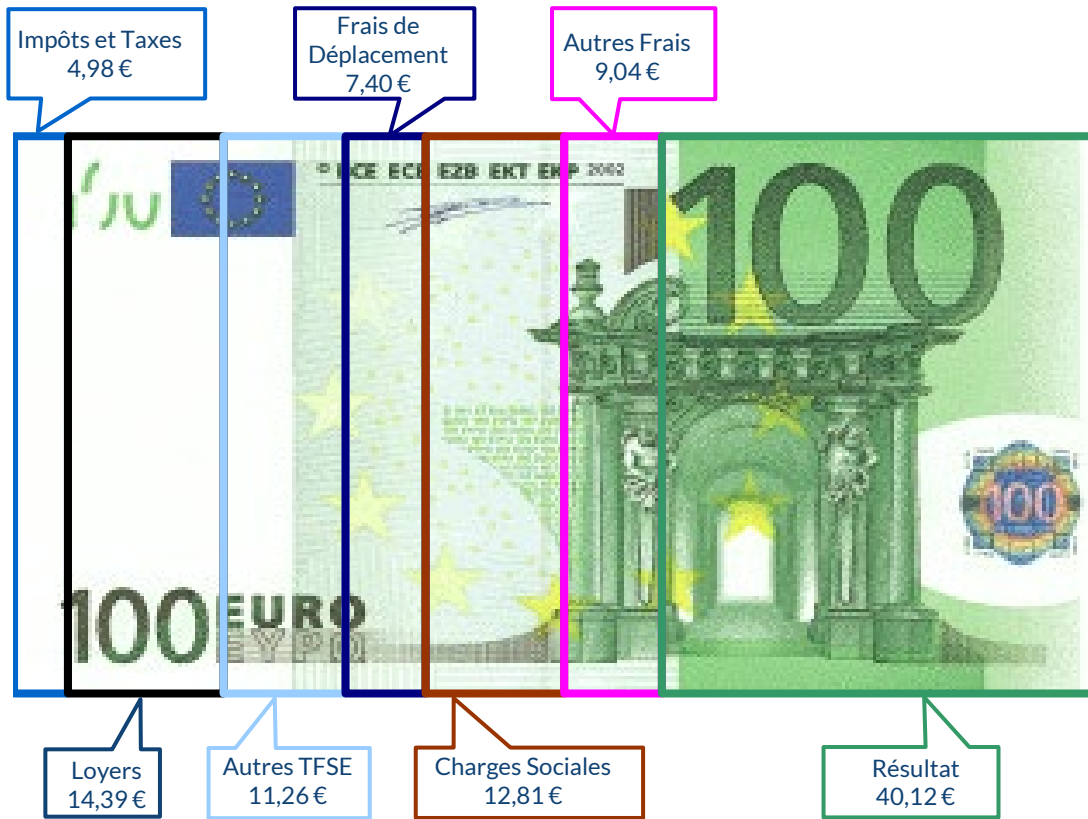 Impôts et Taxes
4,98 €
Frais de
Déplacement
7,40 €
Autres Frais
9,04 €
ECB EZB EKT EKP 2002
100
100
100 EURO
ΕΥΡΩ
Loyers
14,39 €
Autres TFSE
11,26 €
Charges Sociales
12,81 €
Résultat
40,12 €